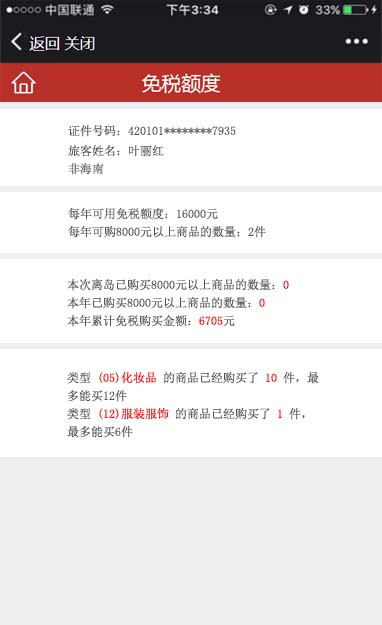 中国联通 下午3:34 33%
返回 关闭
免税额度
证件号码：420101********7935
旅客姓名：叶丽红
非海南
每年可用免税额度：16000元
每年可购8000元以上商品的数量：2件
本次离岛已购买8000元以上商品的数量：0
本年已购买8000元以上商品的数量：0
本年累计免税购买金额：6705元
类型 (05)化妆品 的商品已经购买了 10 件，最
多能买12件
类型 (12)服装服饰 的商品已经购买了 1 件，
最多能买6件